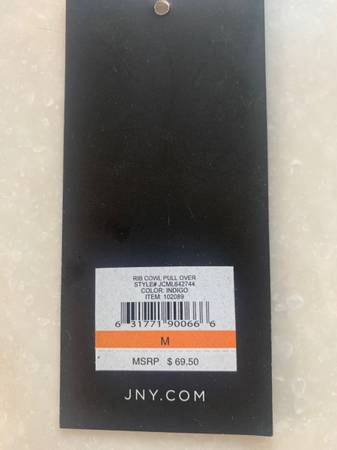 RIB COWL PULL OVER
STYLE# JCML642744
COLOR: INDIGO
ITEM: 102089
6 31771 90066 6
M
MSRP $ 69.50
JNY.COM